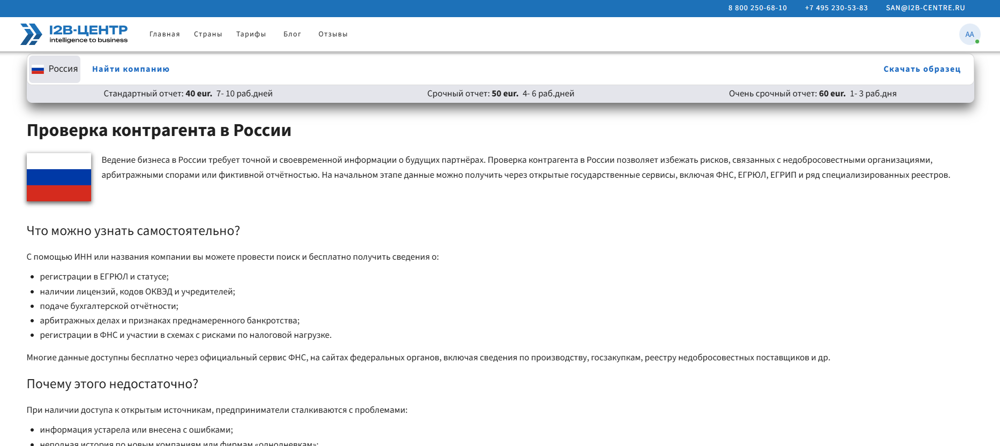 8 800 250-68-10 +7 495 230-53-83 SAN@I2B-CENTRE.RU
I2B-ЦЕНТР
intelligence to business
Главная Страны Тарифы Блог Отзывы
AA
Россия Найти компанию Скачать образец
Стандартный отчет: 40 eur. 7- 10 раб.дней Срочный отчет: 50 eur. 4- 6 раб.дней Очень срочный отчет: 60 eur. 1- 3 раб.дня
Проверка контрагента в России
Ведение бизнеса в России требует точной и своевременной информации о будущих партнёрах. Проверка контрагента в России позволяет избежать рисков, связанных с недобросовестными организациями,
арбитражными спорами или фиктивной отчётностью. На начальном этапе данные можно получить через открытые государственные сервисы, включая ФНС, ЕГРЮЛ, ЕГРИП и ряд специализированных реестров.
Что можно узнать самостоятельно?
С помощью ИНН или названия компании вы можете провести поиск и бесплатно получить сведения о:
• регистрации в ЕГРЮЛ и статусе;
• наличии лицензий, кодов ОКВЭД и учредителей;
• подаче бухгалтерской отчётности;
• арбитражных делах и признаках преднамеренного банкротства;
• регистрации в ФНС и участии в схемах с рисками по налоговой нагрузке.
Многие данные доступны бесплатно через официальный сервис ФНС, на сайтах федеральных органов, включая сведения по производству, госзакупкам, реестру недобросовестных поставщиков и др.
Почему этого недостаточно?
При наличии доступа к открытым источникам, предприниматели сталкиваются с проблемами:
• информация устарела или внесена с ошибками;
• неполная история по новым компаниям или фирмам «однодневкам»;